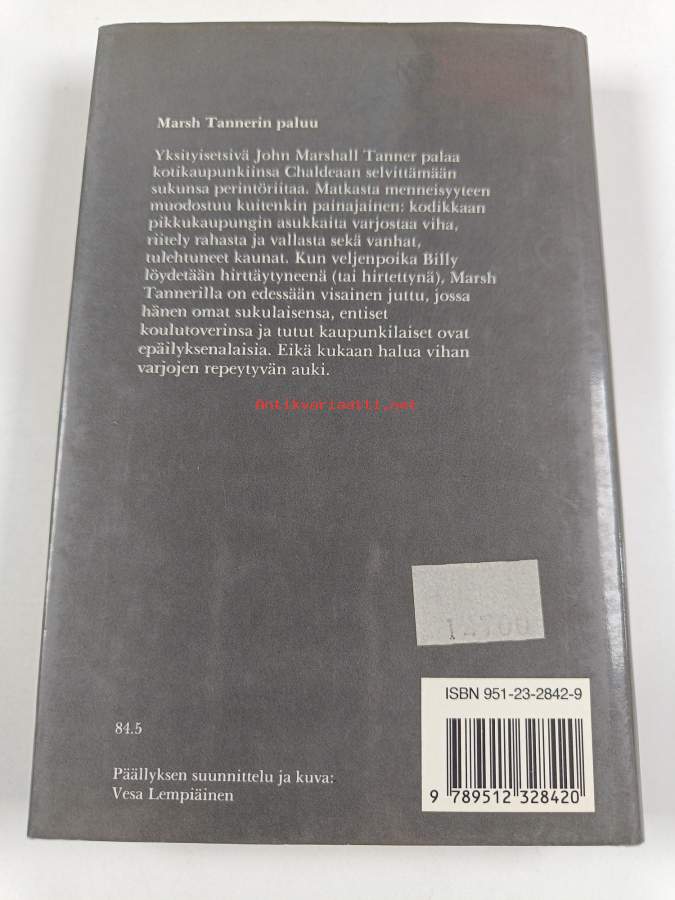 Marsh Tannerin paluu
Yksityisetsivä John Marshall Tanner palaa
kotikaupunkiinsa Chaldeaan selvittämään
sukunsa perintöriitaa. Matkasta menneisyyteen
muodostuu kuitenkin painajainen: kodikkaan
pikkukaupungin asukkaita varjostaa viha,
riitely rahasta ja vallasta sekä vanhat,
tulehtuneet kaunat. Kun veljenpoika Billy
löydetään hirttäytyneenä (tai hirtettynä), Marsh
Tannerilla on edessään visainen juttu, jossa
hänen omat sukulaisensa, entiset
koulutoverinsa ja tutut kaupunkilaiset ovat
epäilyksenalaisia. Eikä kukaan halua vihan
varjojen repeytyvän auki.
Antikvariaatti.net
ISBN 951-23-2842-9
9 789512 328420
84.5
Päällyksen suunnittelu ja kuva:
Vesa Lempiäinen